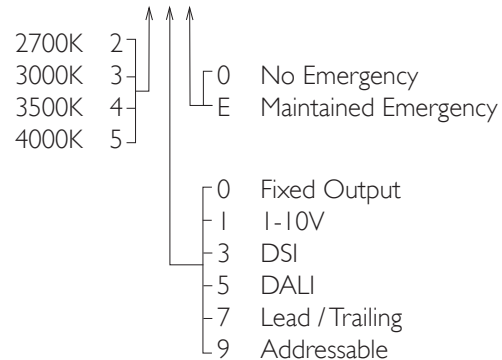 2700K 2
3000K 3
3500K 4
4000K 5
0 No Emergency
E Maintained Emergency
0 Fixed Output
1 1-10V
3 DSI
5 DALI
7 Lead / Trailing
9 Addressable